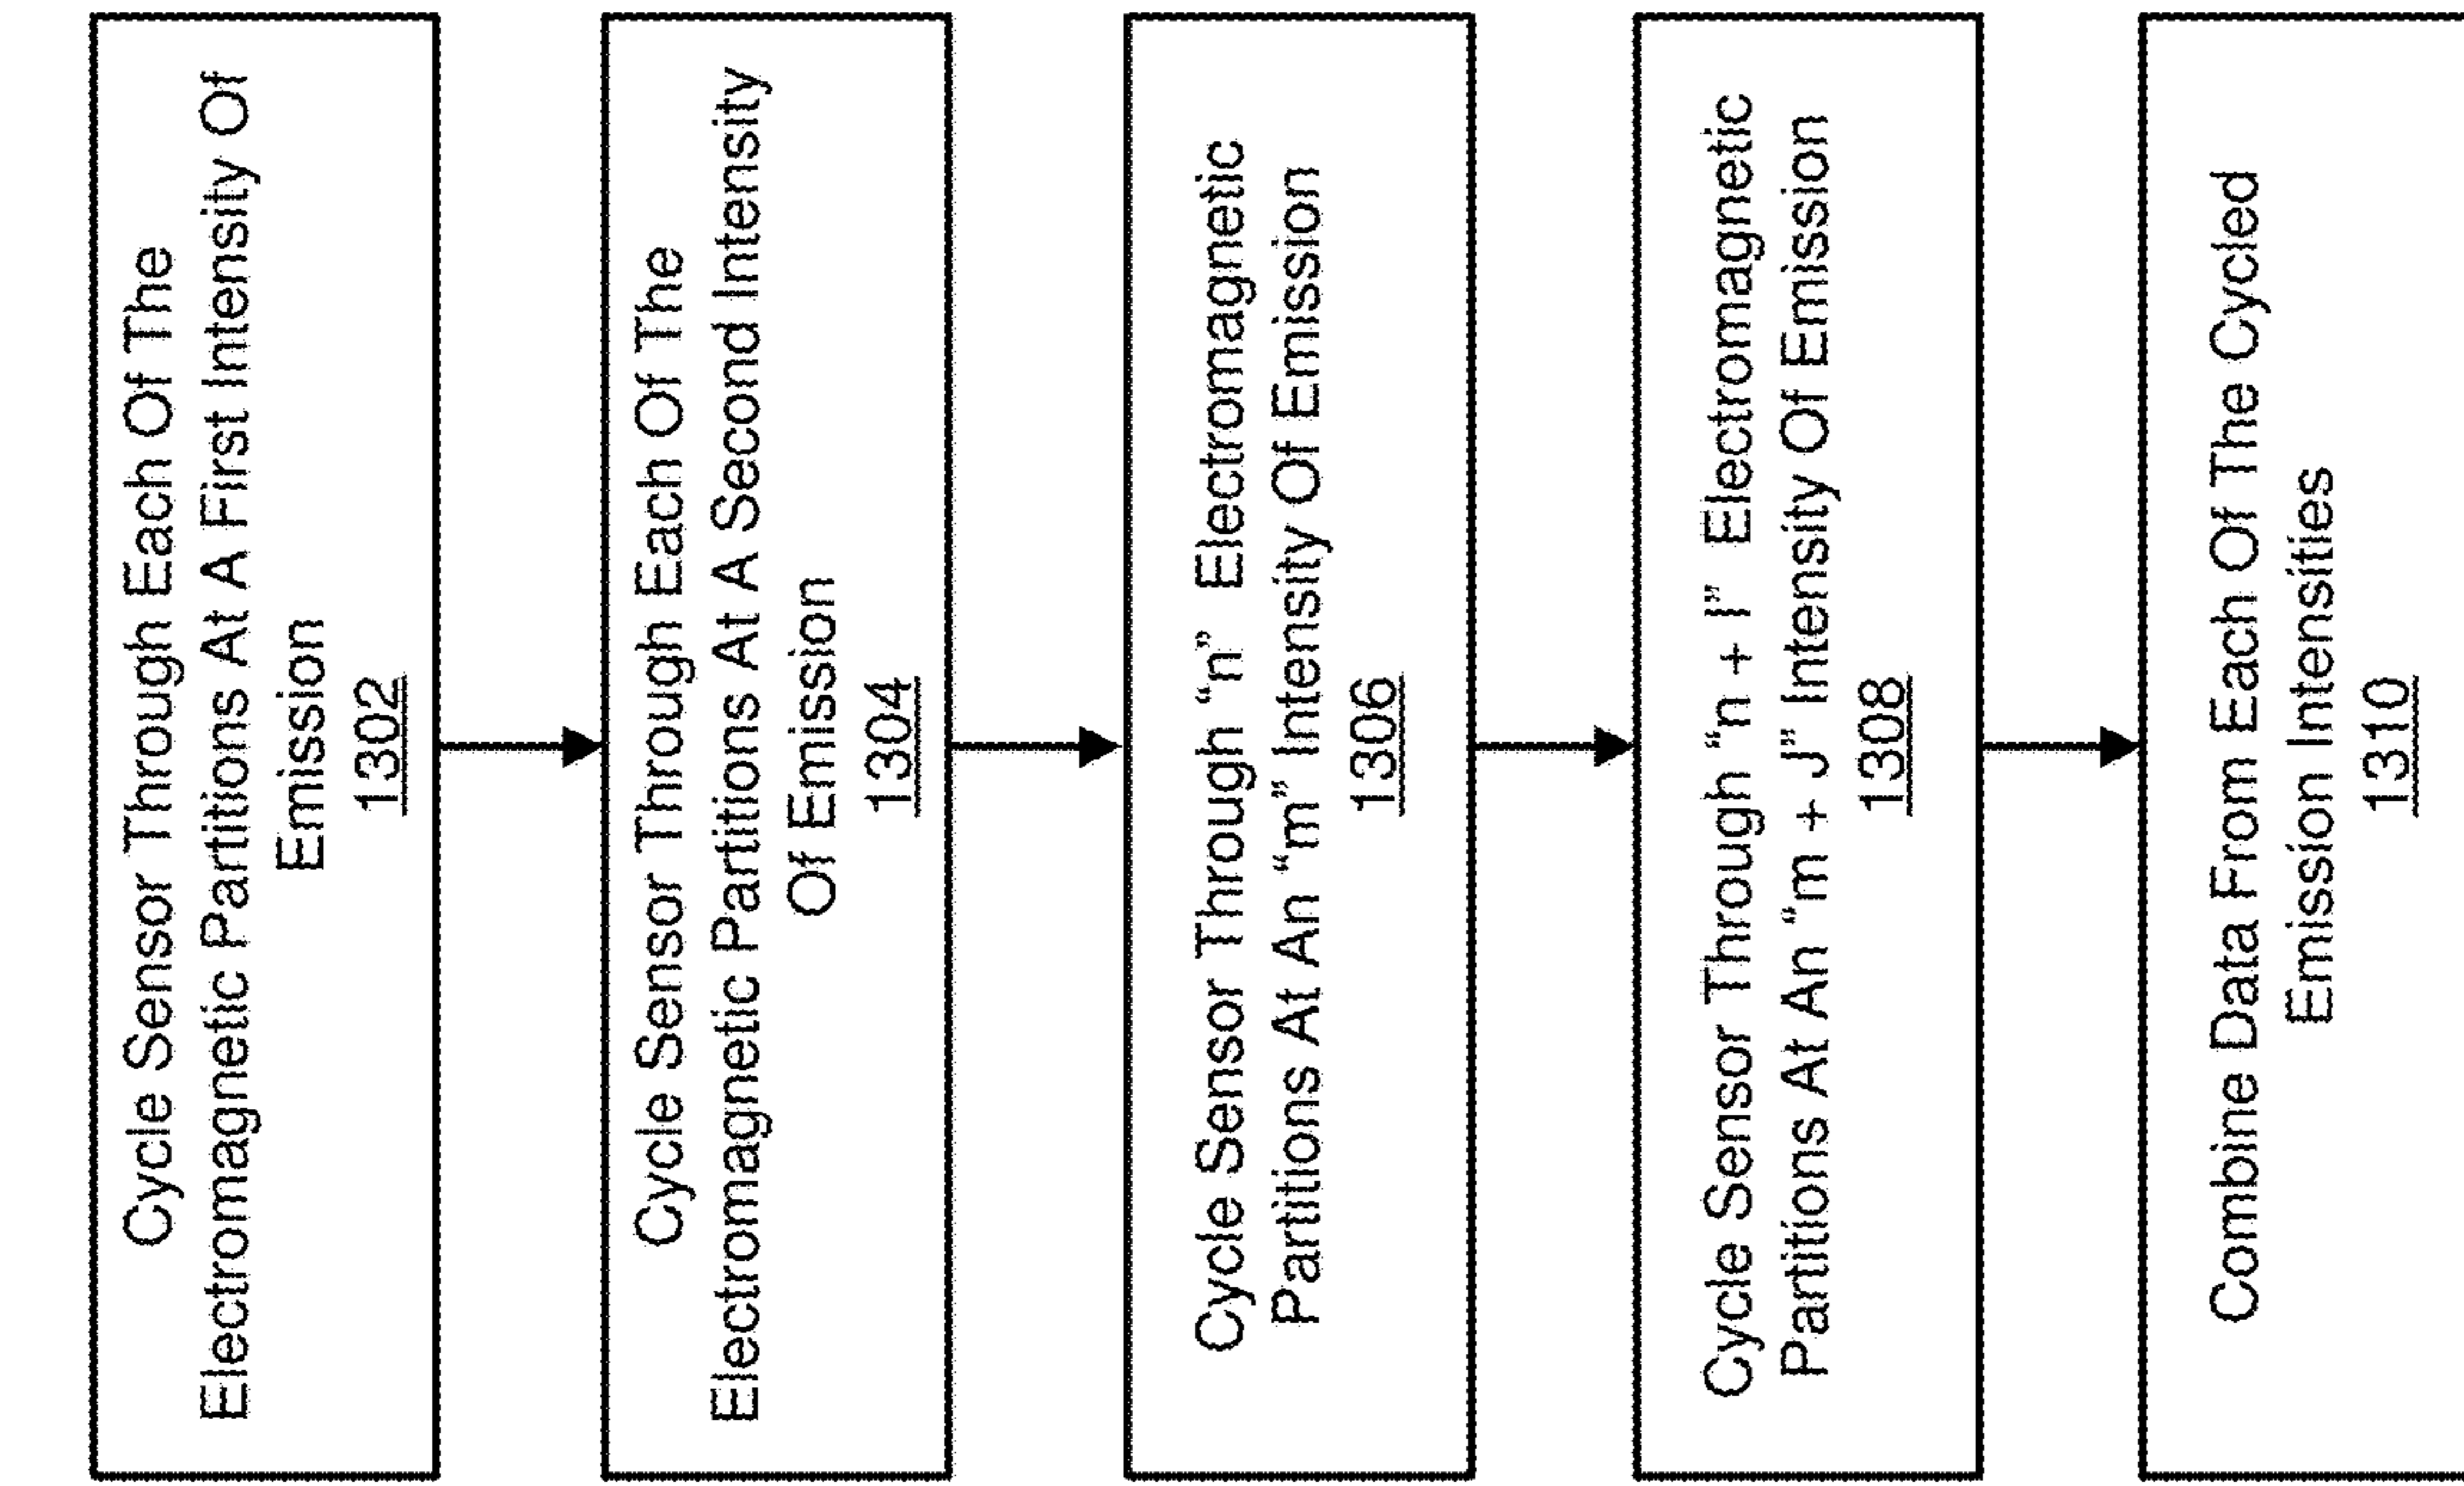 Cycle Sensor Through Each Of The
Electromagnetic Partitions At A First Intensity Of
Emission
1302
Cycle Sensor Through Each Of The
Electromagnetic Partitions At A Second Intensity
Of Emission
1304
Cycle Sensor Through “n” Electromagnetic
Partitions At An “m” Intensity Of Emission
1306
Cycle Sensor Through “n + I” Electromagnetic
Partitions At An “m + J” Intensity Of Emission
1308
Combine Data From Each Of The Cycled
Emission Intensities
1310